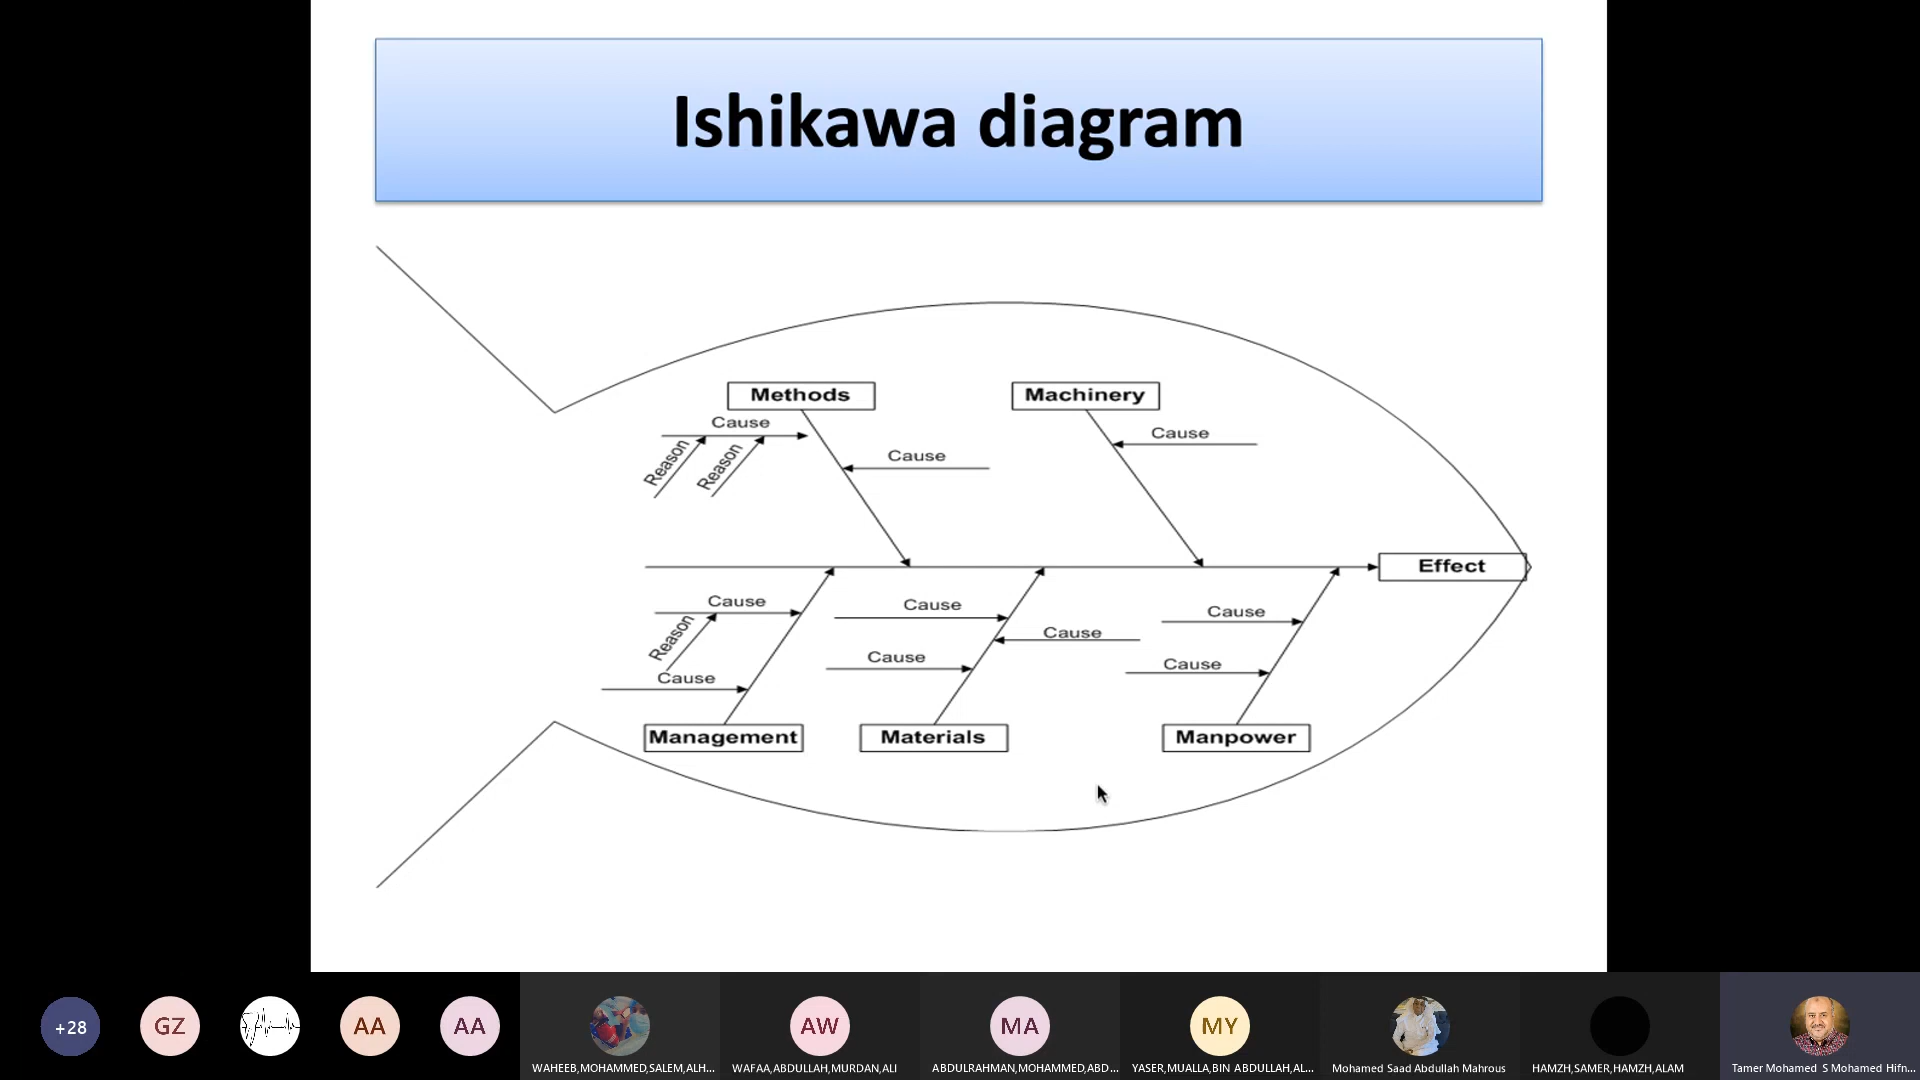 Ishikawa diagram
Methods
Machinery
Cause
Cause
Cause
Reason
Reason
Effect
Cause
Cause
Cause
Cause
Reason
Cause
Cause
Cause
Management
Materials
Manpower
+28
GZ
AA
AA
AW
MA
MY
WAHEEB,MOHAMMED,SALEM,ALH...
WAFAA,ABDULLAH,MURDAN,ALI
ABDULRAHMAN,MOHAMMED,ABD...
YASER,MUALLA,BIN ABDULLAH,AL...
Mohamed Saad Abdullah Mahrous
HAMZH,SAMER,HAMZH,ALAM
Tamer Mohamed S Mohamed Hifn...